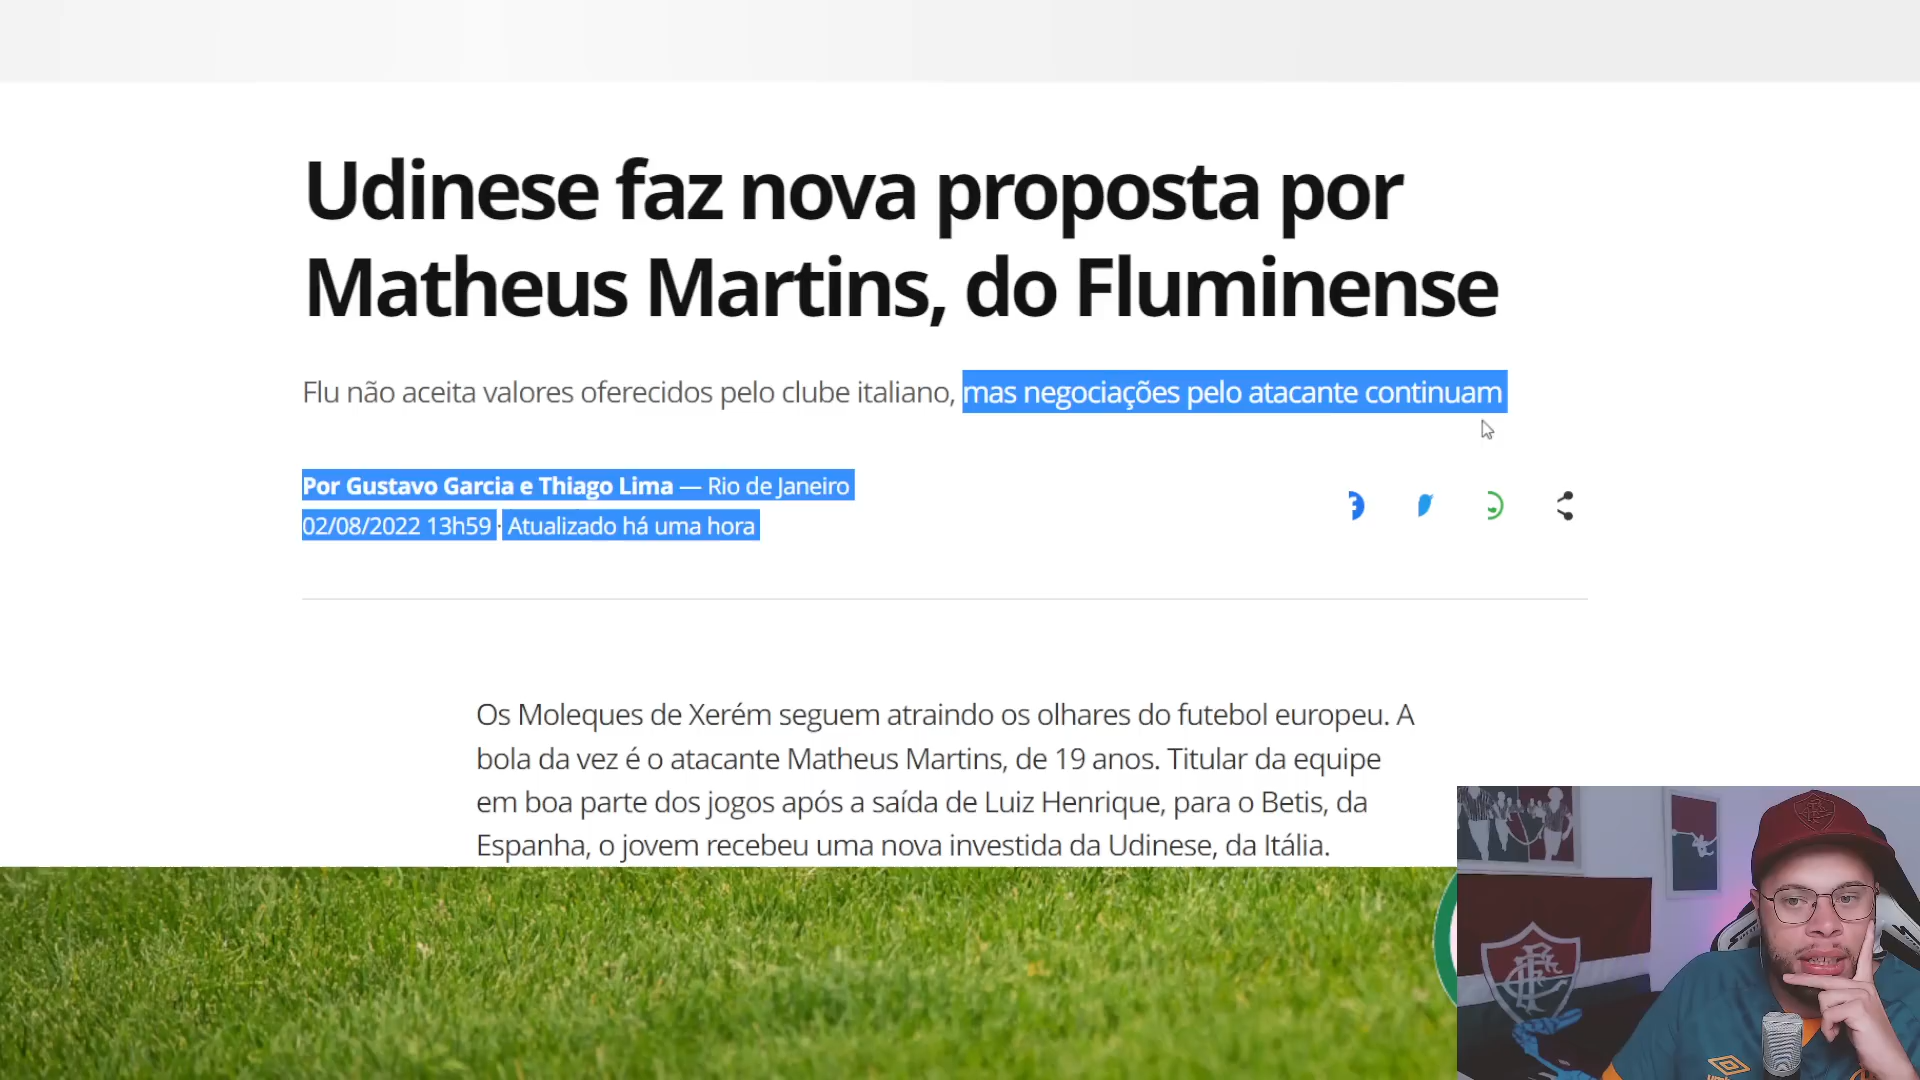 Udinese faz nova proposta por
Matheus Martins, do Fluminense
Flu não aceita valores oferecidos pelo clube italiano, mas negociações pelo atacante continuam
Por Gustavo Garcia e Thiago Lima — Rio de Janeiro
02/08/2022 13h59 · Atualizado há uma hora
Os Moleques de Xerém seguem atraindo os olhares do futebol europeu. A
bola da vez é o atacante Matheus Martins, de 19 anos. Titular da equipe
em boa parte dos jogos após a saída de Luiz Henrique, para o Betis, da
Espanha, o jovem recebeu uma nova investida da Udinese, da Itália.